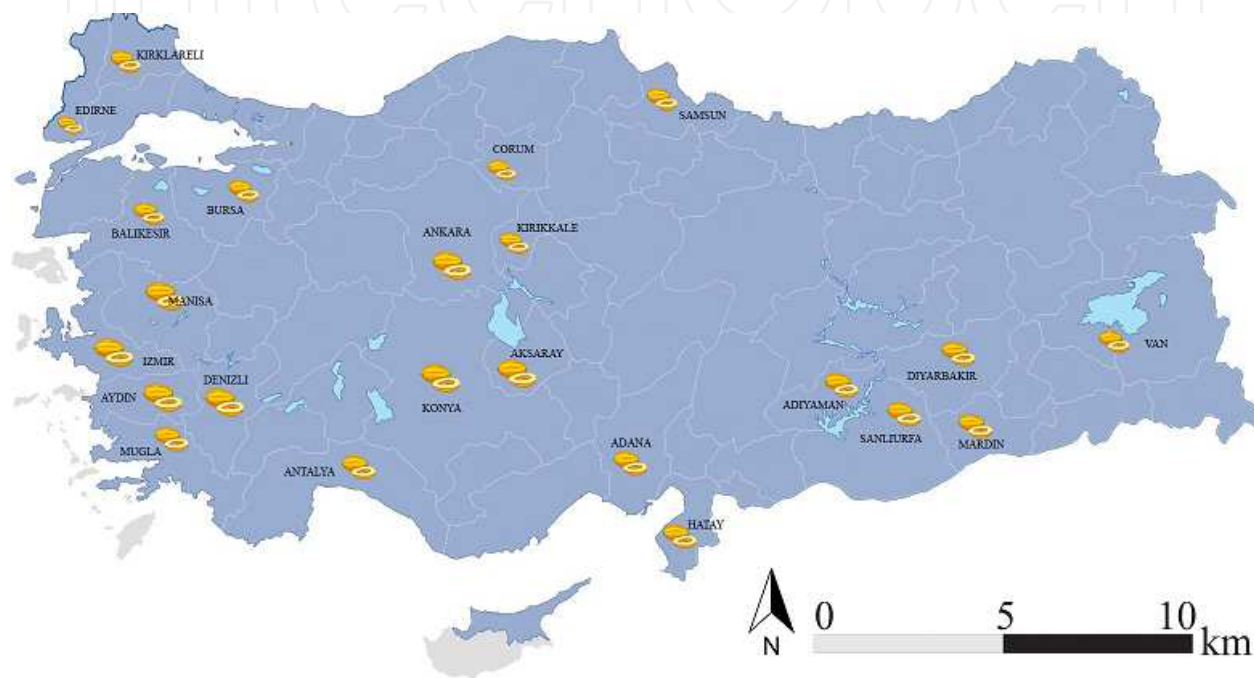 KIRKLARELI
EDIRNE
SAMSUN
CORUM
BURSA
BALIKESIR
ANKARA
KIRIKKALE
MANISA
IZMIR
AKSARAY
VAN
DENIZLI
DIYARBAKIR
AYDIN
KONYA
ADIYAMAN
SANLIURFA
MARDIN
MUGLA
ADANA
ANTALYA
HATAY
N
0 5 10
km